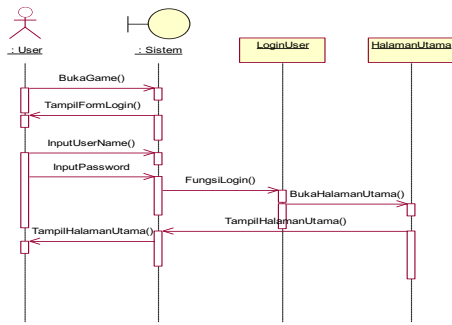 : User
: Sistem
LoginUser
HalamanUtama
BukaGame()
TampilFormLogin()
InputUserName()
InputPassword
FungsiLogin()
BukaHalamanUtama()
TampilHalamanUtama()
TampilHalamanUtama()